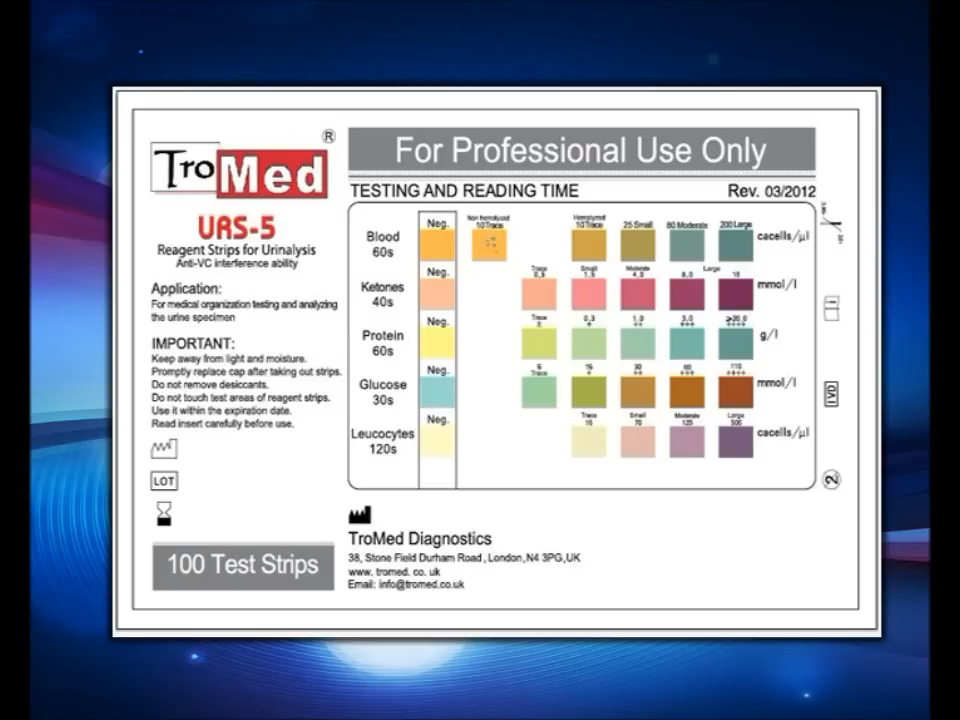 TroMed ®
URS-5
Reagent Strips for Urinalysis
Anti-VC interference ability
Application:
For medical organization testing and analyzing
the urine specimen
IMPORTANT:
Keep away from light and moisture.
Promptly replace cap after taking out strips.
Do not remove desiccants.
Do not touch test areas of reagent strips.
Use it within the expiration date.
Read insert carefully before use.
LOT
100 Test Strips
For Professional Use Only
TESTING AND READING TIME Rev. 03/2012
Neg. Non hemolyzed Hemolyzed
10Trace 10Trace 25 Small 80 Moderate 200 Large
Blood cacells/µl
60s
Neg. Trace Small Moderate Large
0,5 1,5 4,0 8,0 16
Ketones mmol/l
40s
Neg. Trace 0,3 1,0 3,0 ≥20,0
± + ++ +++ ++++
Protein g/l
60s
Neg. 5 15 30 60 110
Trace + ++ +++ ++++
Glucose mmol/l
30s
Neg. Trace Small Moderate Large
15 70 125 500
Leucocytes cacells/µl
120s
IVD
2
TroMed Diagnostics
38, Stone Field Durham Road, London,N4 3PG,UK
www. tromed. co. uk
Email: info@tromed.co.uk